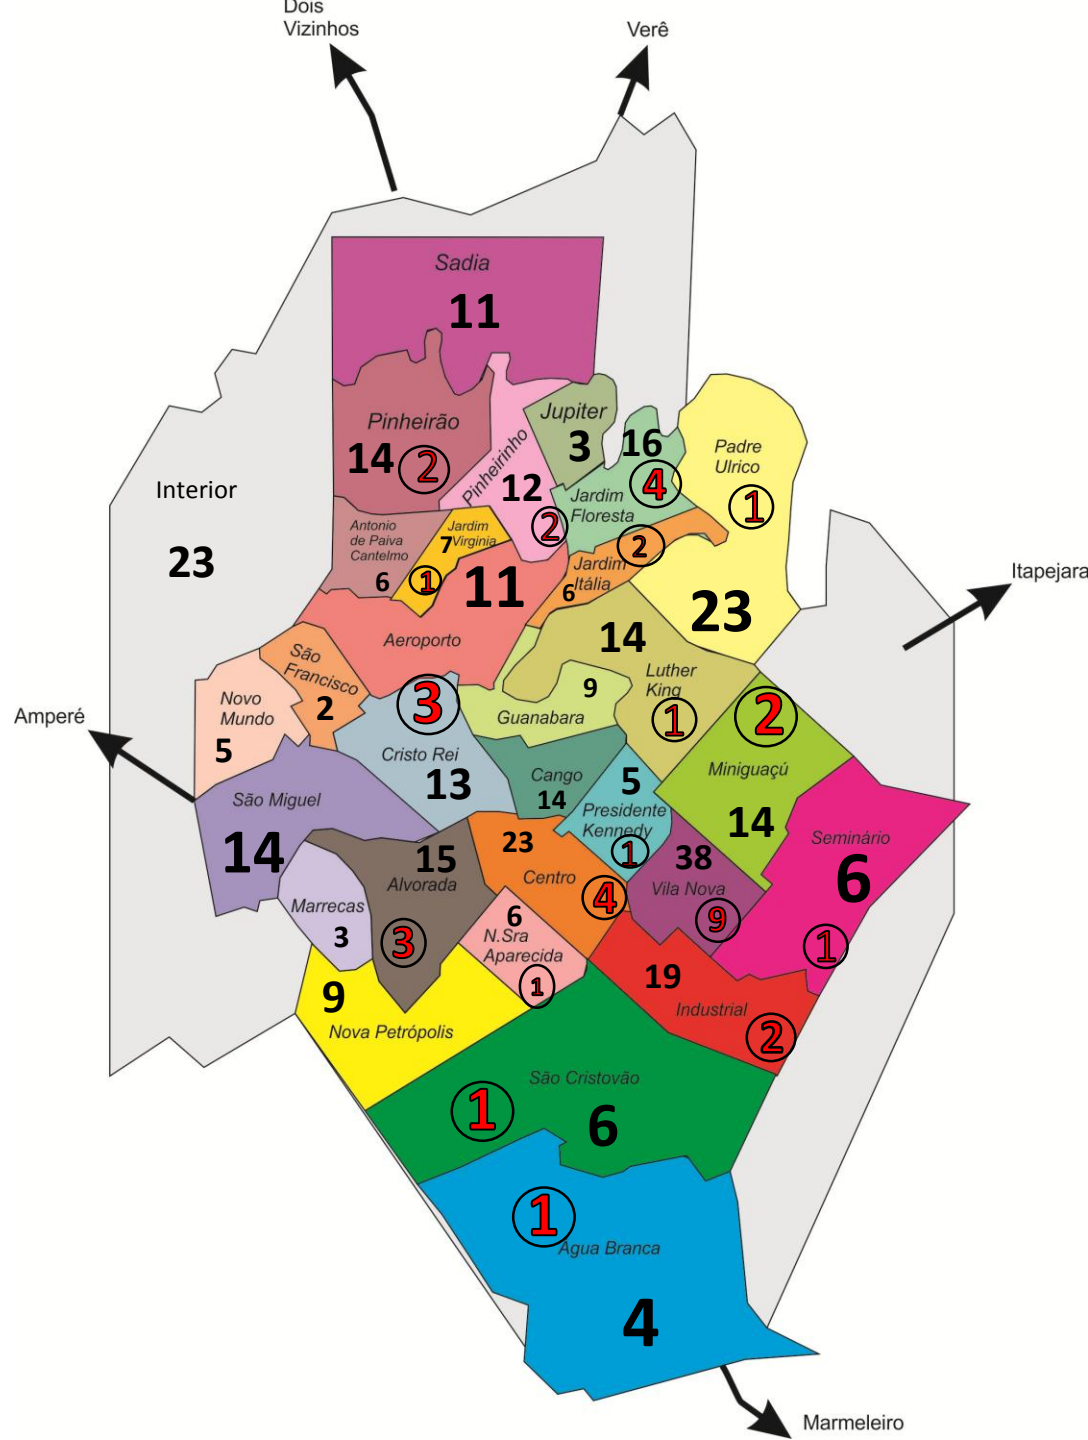 Dois
Vizinhos
Verê
Sadia
11
Pinheirão
14
2
Pinheirinho
12
2
Jupiter
3
16
4
Jardim
Floresta
Padre
Ulrico
1
23
Interior
23
Antonio
de Paiva
Cantelmo
6
Jardim
Virginia
7
1
11
Aeroporto
2
Jardim
Itália
6
Itapejara
14
Luther
King
1
São
Francisco
2
Novo
Mundo
5
Amperé
3
Cristo Rei
13
9
Guanabara
2
Miniguaçú
14
Cango
14
5
Presidente
Kennedy
1
São Miguel
14
15
Alvorada
3
23
Centro
4
38
Vila Nova
9
Seminário
6
1
Marrecas
3
6
N.Sra
Aparecida
1
19
Industrial
2
9
Nova Petrópolis
São Cristovão
1
6
1
Agua Branca
4
Marmeleiro